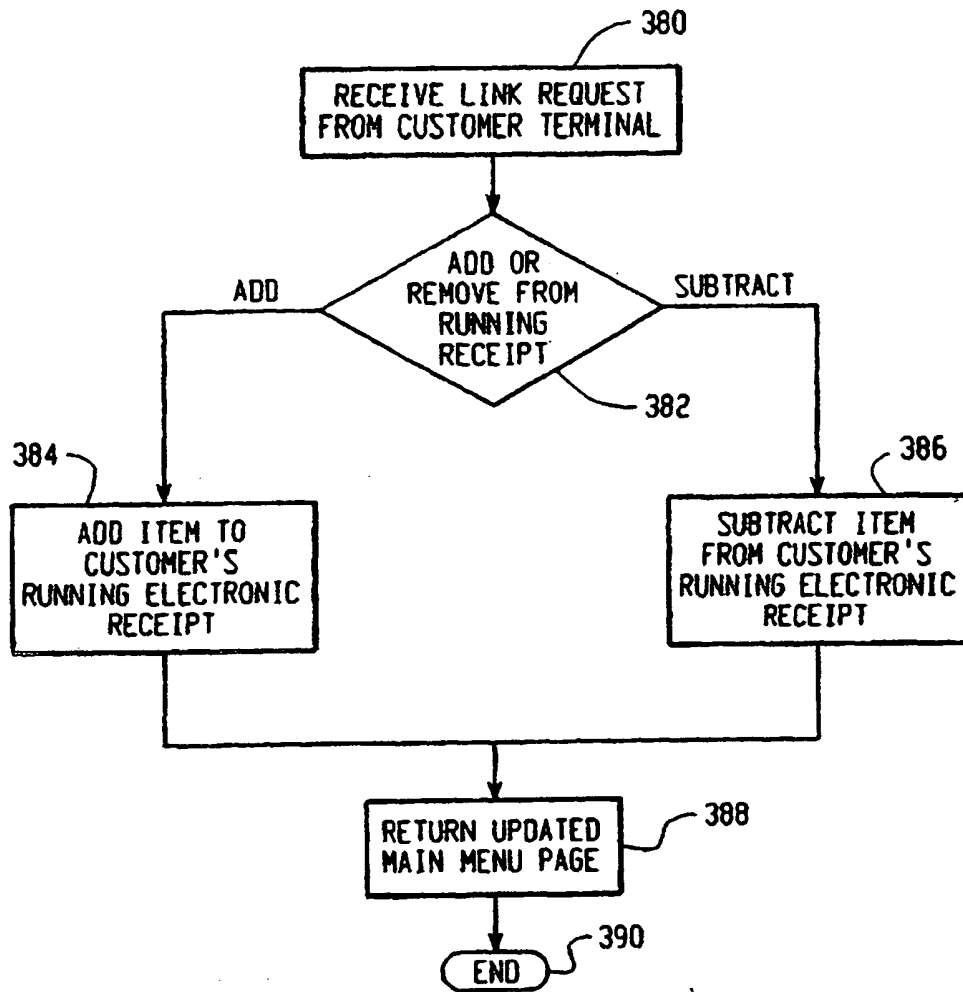 380
RECEIVE LINK REQUEST
FROM CUSTOMER TERMINAL
ADD OR
REMOVE FROM
RUNNING
RECEIPT
ADD
SUBTRACT
382
384
ADD ITEM TO
CUSTOMER'S
RUNNING ELECTRONIC
RECEIPT
386
SUBTRACT ITEM
FROM CUSTOMER'S
RUNNING ELECTRONIC
RECEIPT
388
RETURN UPDATED
MAIN MENU PAGE
390
END